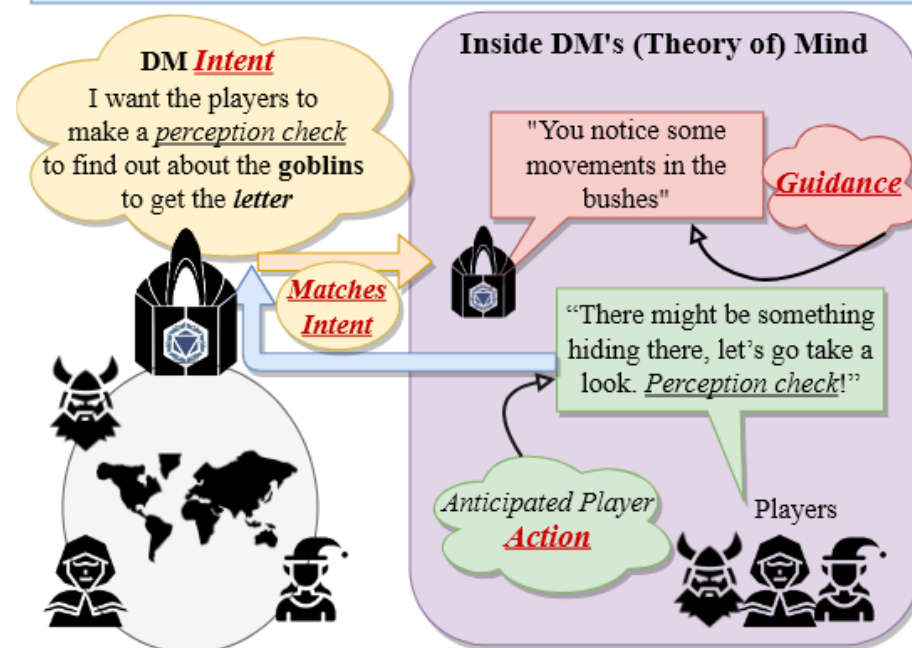 DM Intent
I want the players to
make a perception check
to find out about the goblins
to get the letter
Matches
Intent
Inside DM's (Theory of) Mind
"You notice some
movements in the
bushes"
Guidance
“There might be something
hiding there, let’s go take a
look. Perception check!”
Anticipated Player
Action
Players